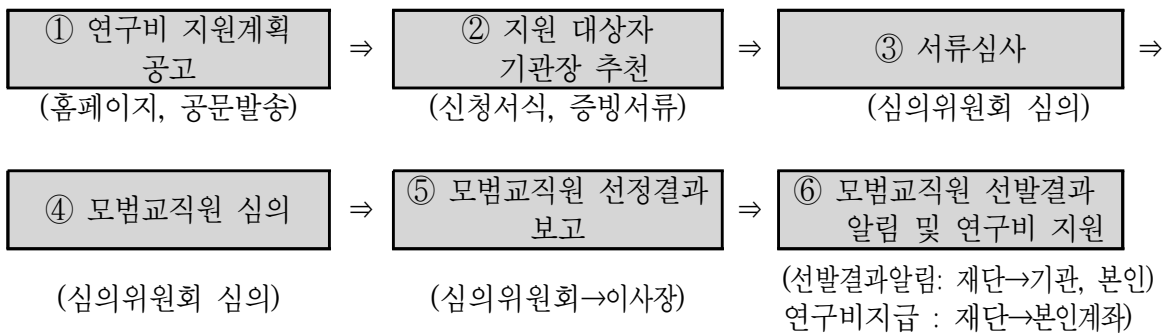 ① 연구비 지원계획
공고
(홈페이지, 공문발송)
⇒
② 지원 대상자
기관장 추천
(신청서식, 증빙서류)
⇒
③ 서류심사
(심의위원회 심의)
⇒
④ 모범교직원 심의
(심의위원회 심의)
⇒
⑤ 모범교직원 선정결과
보고
(심의위원회→이사장)
⇒
⑥ 모범교직원 선발결과
알림 및 연구비 지원
(선발결과알림: 재단→기관, 본인)
연구비지급 : 재단→본인계좌)